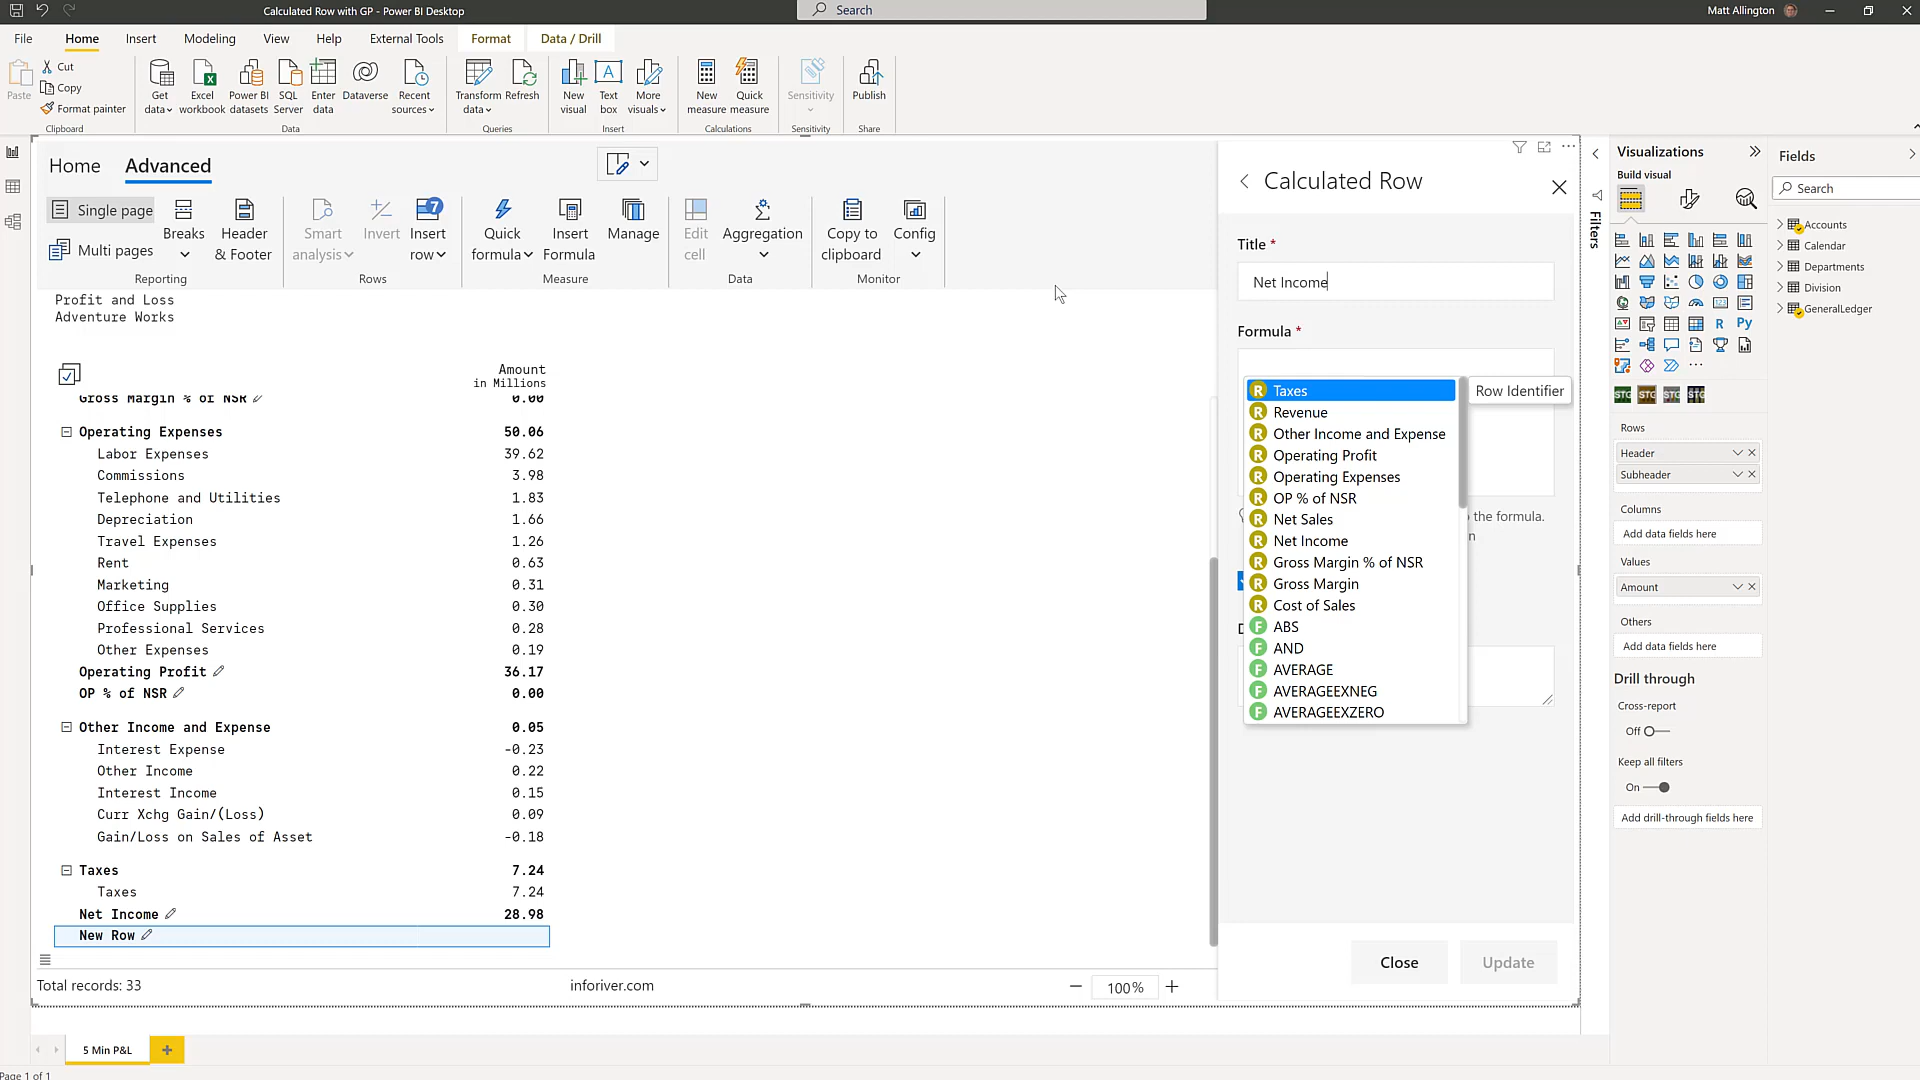 Calculated Row with GP - Power BI Desktop
Search
Matt Allington
File Home Insert Modeling View Help External Tools Format Data / Drill
Paste
Cut
Copy
Format painter
Clipboard
Get data
Excel workbook
Power BI datasets
SQL Server
Enter data
Dataverse
Recent sources
Data
Transform data
Refresh
Queries
New visual
Text box
More visuals
Insert
New measure
Quick measure
Calculations
Sensitivity
Sensitivity
Publish
Share
Home Advanced
Single page
Multi pages
Breaks
Header & Footer
Reporting
Smart analysis
Invert
Insert row
7
Rows
Quick formula
Insert Formula
Manage
Measure
Edit cell
Aggregation
Data
Copy to clipboard
Config
Monitor
Profit and Loss
Adventure Works
Amount
in Millions
Gross Margin % of NSR 0.00
Operating Expenses 50.06
Labor Expenses 39.62
Commissions 3.98
Telephone and Utilities 1.83
Depreciation 1.66
Travel Expenses 1.26
Rent 0.63
Marketing 0.31
Office Supplies 0.30
Professional Services 0.28
Other Expenses 0.19
Operating Profit 36.17
OP % of NSR 0.00
Other Income and Expense 0.05
Interest Expense -0.23
Other Income 0.22
Interest Income 0.15
Curr Xchg Gain/(Loss) 0.09
Gain/Loss on Sales of Asset -0.18
Taxes 7.24
Taxes 7.24
Net Income 28.98
New Row
Total records: 33
inforiver.com
100%
Calculated Row
Title *
Net Income
Formula *
R Taxes
Row Identifier
R Revenue
R Other Income and Expense
R Operating Profit
R Operating Expenses
R OP % of NSR
R Net Sales
R Net Income
R Gross Margin % of NSR
R Gross Margin
R Cost of Sales
F ABS
F AND
F AVERAGE
F AVERAGEEXNEG
F AVERAGEEXZERO
the formula.
Close
Update
Filters
Visualizations
Build visual
R Py
Rows
Header
Subheader
Columns
Add data fields here
Values
Amount
Others
Add data fields here
Drill through
Cross-report
Off
Keep all filters
On
Add drill-through fields here
Fields
Search
Accounts
Calendar
Departments
Division
GeneralLedger
5 Min P&L
Page 1 of 1